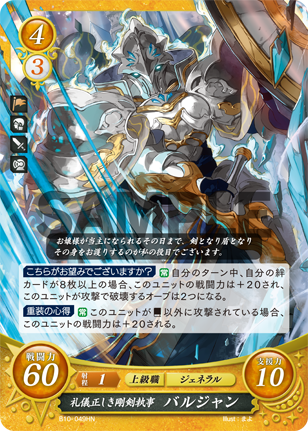 4
3
SAMPLE
お嬢様が当主になられるその日まで、剣となり盾となり
その身をお護りするのが私の役目でございます。
こちらがお望みでございますか? 常 自分のターン中、自分の絆
カードが8枚以上の場合、このユニットの戦闘力は+20され、
このユニットが攻撃で破壊するオーブは2つになる。
重装の心得 常 このユニットが 以外に攻撃されている場合、
このユニットの戦闘力は+20される。
戦闘力
60
射程 1 上級職 ジェネラル
支援力
10
礼儀正しき剛剣執事 バルジャン
B10-049HN
Illust:まよ